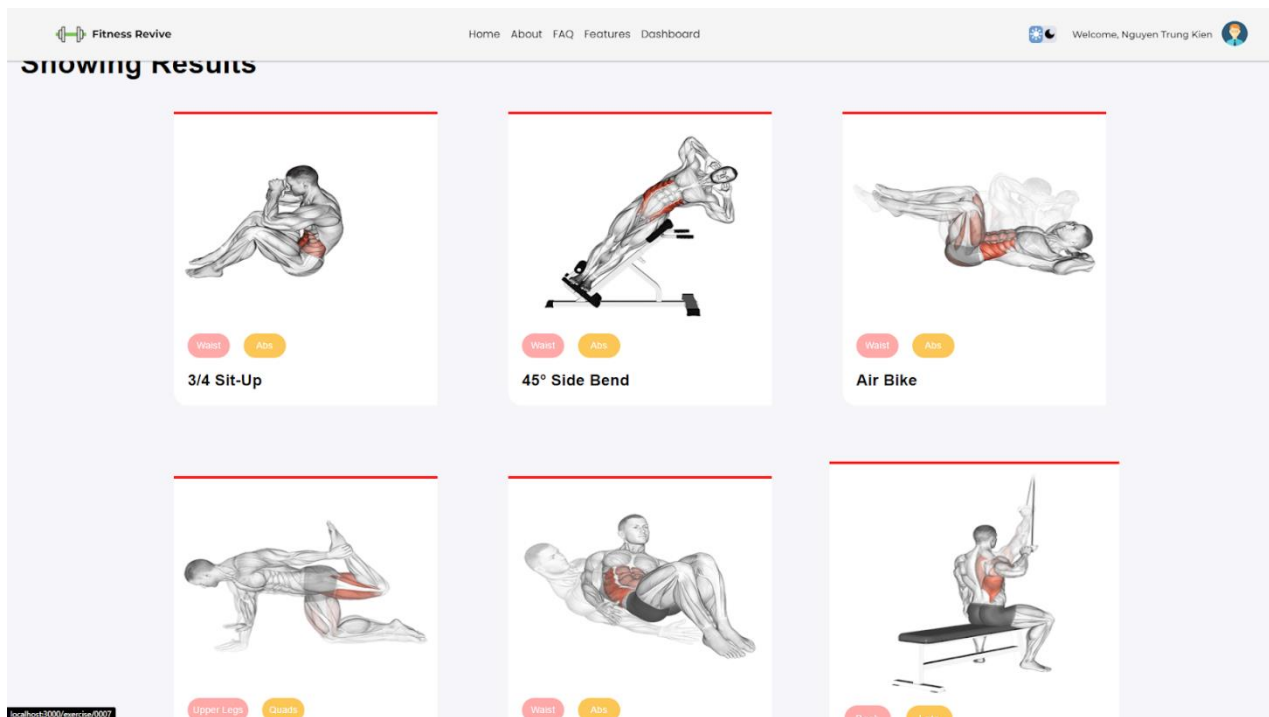 Fitness Revive
Home About FAQ Features Dashboard
Welcome, Nguyen Trung Kien
Showing Results
Waist Abs
3/4 Sit-Up
Waist Abs
45° Side Bend
Waist Abs
Air Bike
Upper Legs Quads
Waist Abs
localhost:3000/exercise/0007